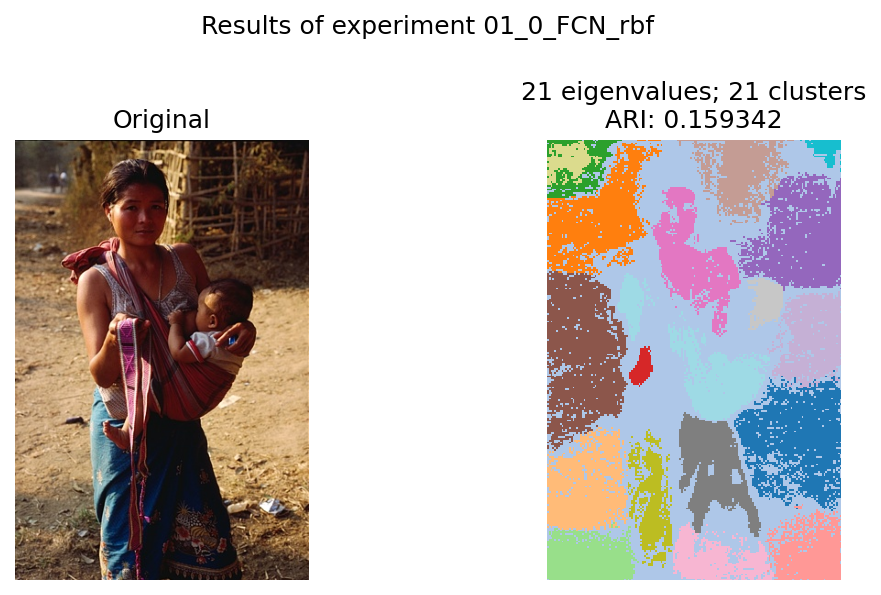 Results of experiment 01_0_FCN_rbf
Original
21 eigenvalues; 21 clusters
ARI: 0.159342